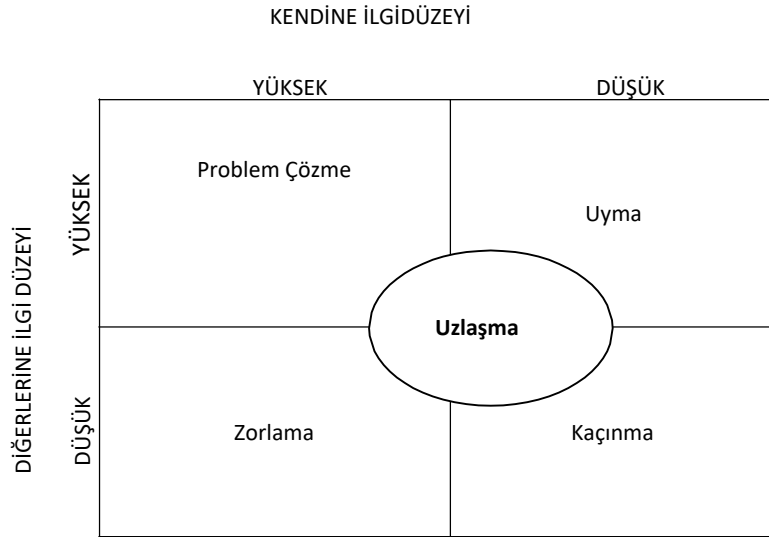 KENDİNE İLGİDÜZEYİ
YÜKSEK
DÜŞÜK
DİĞERLERİNE İLGİ DÜZEYİ
YÜKSEK
Problem Çözme
Uyma
Uzlaşma
DÜŞÜK
Zorlama
Kaçınma